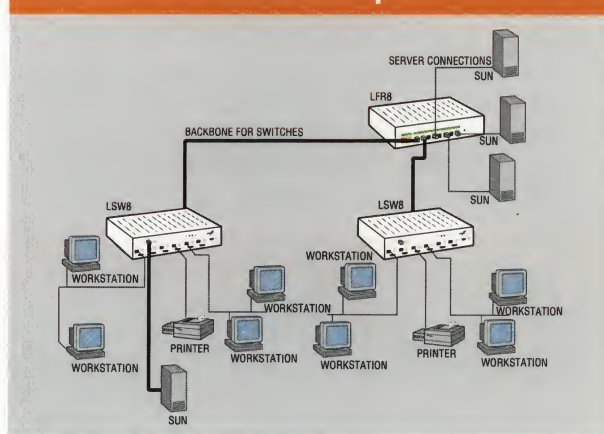 SERVER CONNECTIONS
SUN
LFR8
BACKBONE FOR SWITCHES
SUN
SUN
LSW8
LSW8
WORKSTATION
WORKSTATION
WORKSTATION
WORKSTATION
WORKSTATION
PRINTER
WORKSTATION
WORKSTATION
PRINTER
WORKSTATION
SUN